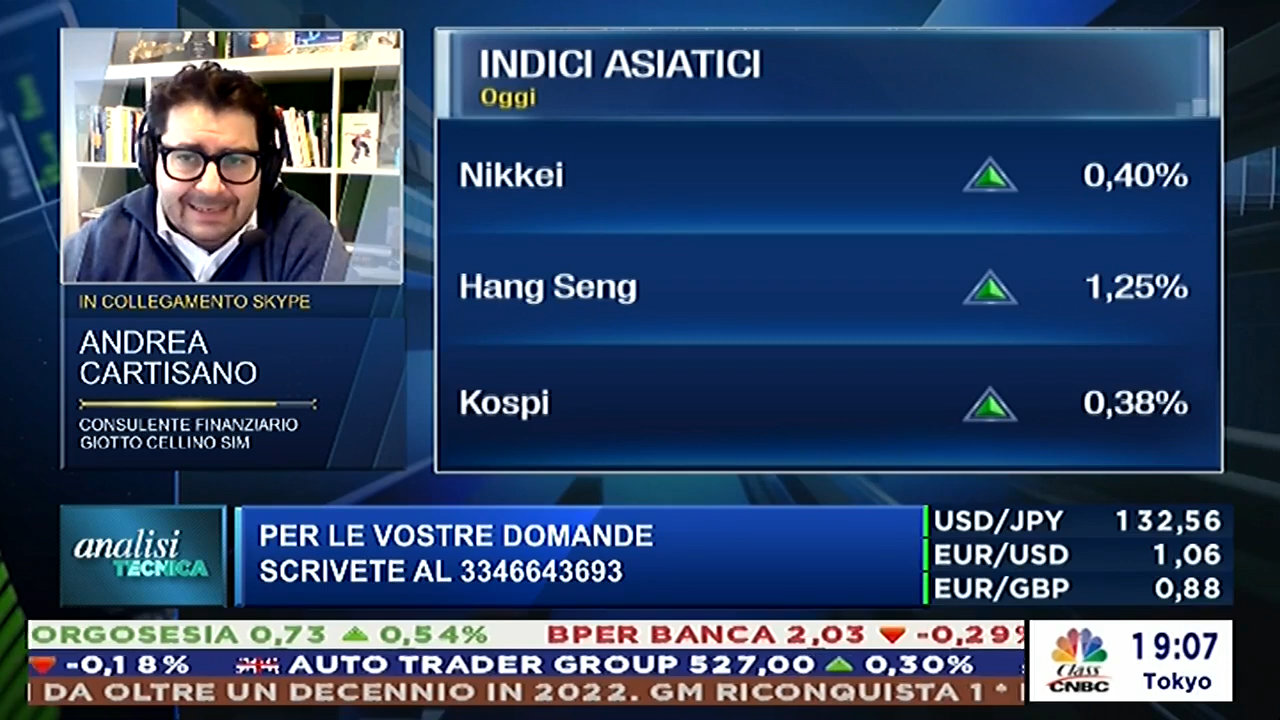 INDICI ASIATICI
Oggi
Nikkei 0,40%
Hang Seng 1,25%
Kospi 0,38%
IN COLLEGAMENTO SKYPE
ANDREA
CARTISANO
CONSULENTE FINANZIARIO
GIOTTO CELLINO SIM
analisi
TECNICA
PER LE VOSTRE DOMANDE
SCRIVETE AL 3346643693
USD/JPY 132,56
EUR/USD 1,06
EUR/GBP 0,88
ORGOSESIA 0,73 0,54% BPER BANCA 2,03 -0,29%
-0,18% AUTO TRADER GROUP 527,00 0,30%
DA OLTRE UN DECENNIO IN 2022. GM RICONQUISTA 1 *
Class
CNBC
19:07
Tokyo